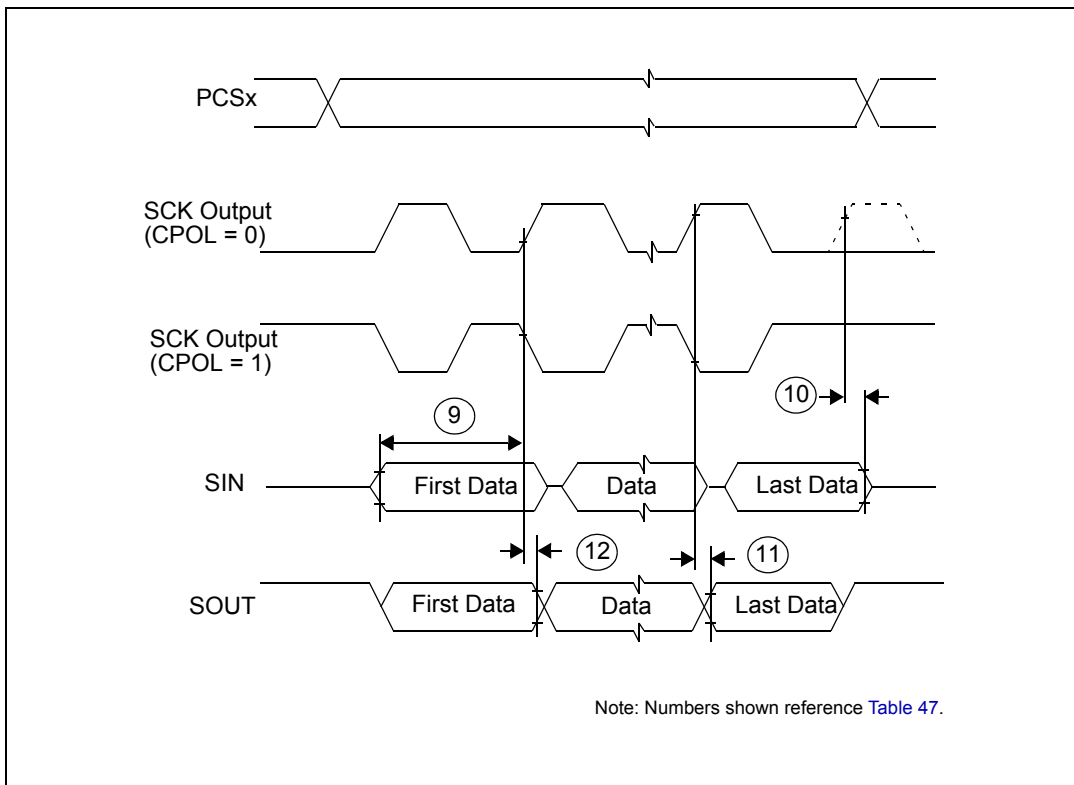 PCSx
SCK Output
(CPOL = 0)
SCK Output
(CPOL = 1)
10
9
SIN
First Data
Data
Last Data
12
11
SOUT
First Data
Data
Last Data
Note: Numbers shown reference Table 47.